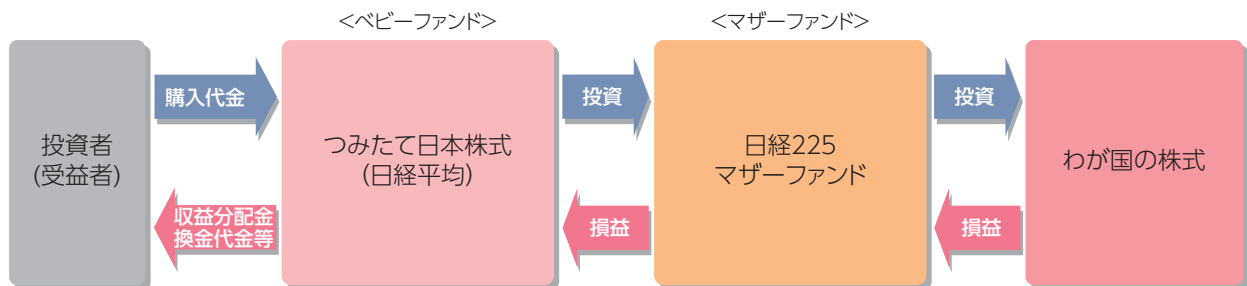 <ベビーファンド>
<マザーファンド>
投資者
(受益者)
購入代金
収益分配金
換金代金等
つみたて日本株式
(日経平均)
投資
損益
日経225
マザーファンド
投資
損益
わが国の株式